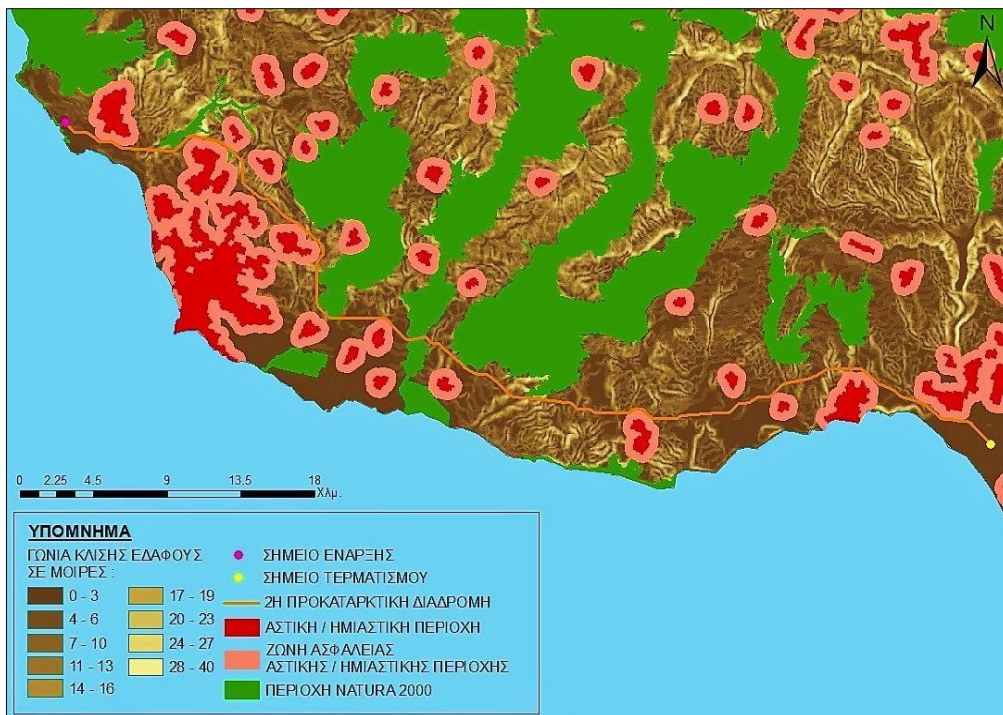 N
0 2.25 4.5 9 13.5 18
Χλμ.
ΥΠΟΜΝΗΜΑ
ΓΩΝΙΑ ΚΛΙΣΗΣ ΕΔΑΦΟΥΣ
ΣΕ ΜΟΙΡΕΣ :
0 - 3
4 - 6
7 - 10
11 - 13
14 - 16
17 - 19
20 - 23
24 - 27
28 - 40
ΣΗΜΕΙΟ ΕΝΑΡΞΗΣ
ΣΗΜΕΙΟ ΤΕΡΜΑΤΙΣΜΟΥ
2Η ΠΡΟΚΑΤΑΡΚΤΙΚΗ ΔΙΑΔΡΟΜΗ
ΑΣΤΙΚΗ / ΗΜΙΑΣΤΙΚΗ ΠΕΡΙΟΧΗ
ΖΩΝΗ ΑΣΦΑΛΕΙΑΣ
ΑΣΤΙΚΗΣ / ΗΜΙΑΣΤΙΚΗΣ ΠΕΡΙΟΧΗΣ
ΠΕΡΙΟΧΗ NATURA 2000